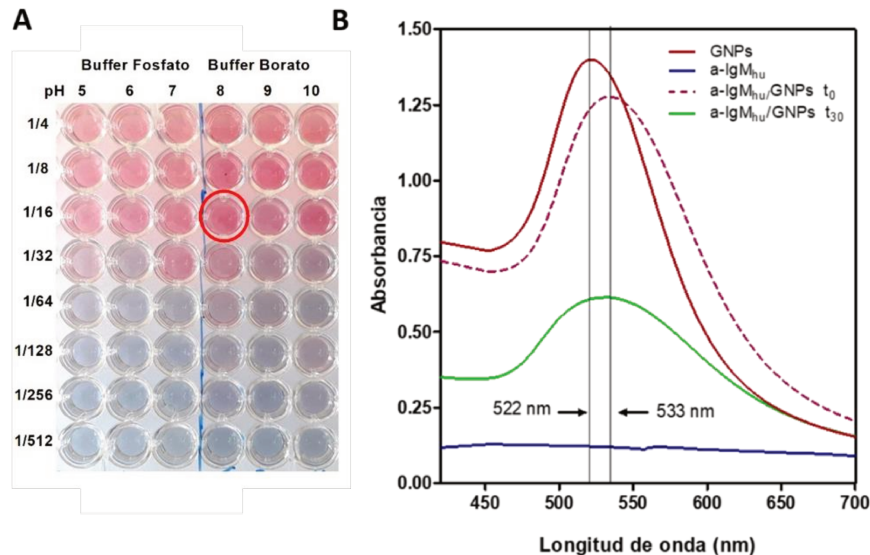 A
Buffer Fosfato Buffer Borato
pH 5 6 7 8 9 10
1/4
1/8
1/16
1/32
1/64
1/128
1/256
1/512
B
Absorbancia
1.50
1.25
1.00
0.75
0.50
0.25
0.00
GNPs
a-IgMhu
a-IgMhu/GNPs t0
a-IgMhu/GNPs t30
522 nm 533 nm
450 500 550 600 650 700
Longitud de onda (nm)